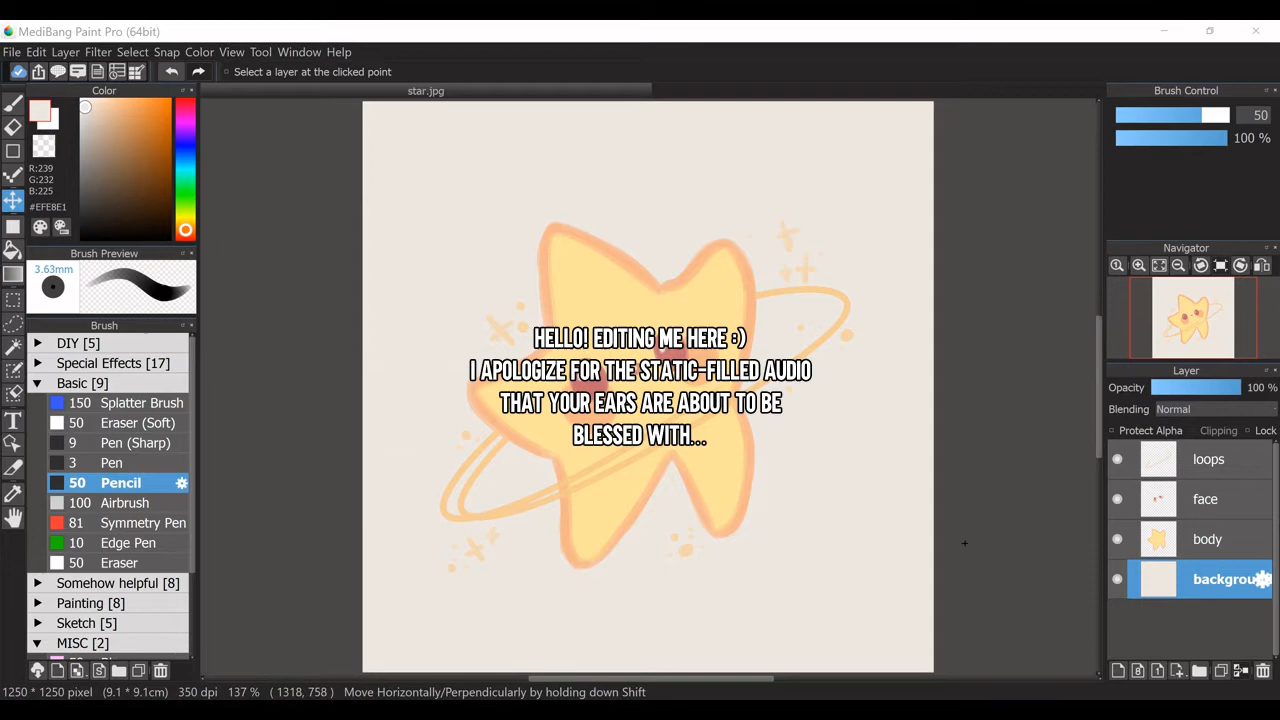 MediBang Paint Pro (64bit)
File Edit Layer Filter Select Snap Color View Tool Window Help
Select a layer at the clicked point
Color
star.jpg
Brush Control
50
100 %
R:239
G:232
B:225
#EFE8E1
Brush Preview
3.63mm
Navigator
Brush
DIY [5]
Special Effects [17]
Basic [9]
150 Splatter Brush
50 Eraser (Soft)
9 Pen (Sharp)
3 Pen
50 Pencil
100 Airbrush
81 Symmetry Pen
10 Edge Pen
50 Eraser
Somehow helpful [8]
Painting [8]
Sketch [5]
MISC [2]
HELLO! EDITING ME HERE :)
I APOLOGIZE FOR THE STATIC-FILLED AUDIO
THAT YOUR EARS ARE ABOUT TO BE
BLESSED WITH...
Layer
Opacity 100 %
Blending Normal
Protect Alpha Clipping Lock
loops
face
body
backgrou
1250 * 1250 pixel (9.1 * 9.1cm) 350 dpi 137 % ( 1318, 758 ) Move Horizontally/Perpendicularly by holding down Shift